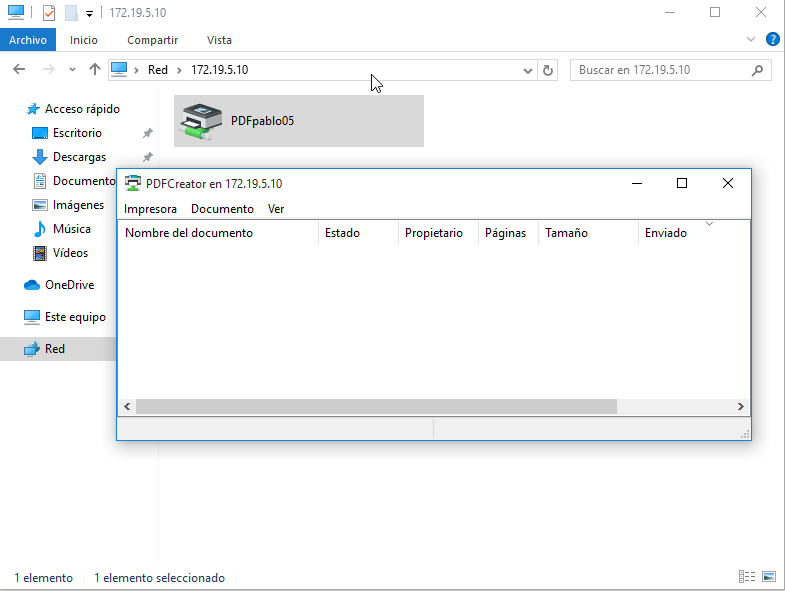 172.19.5.10
Archivo Inicio Compartir Vista
Red 172.19.5.10 Buscar en 172.19.5.10
Acceso rápido
Escritorio
Descargas
Documento
Imágenes
Música
Vídeos
OneDrive
Este equipo
Red
PDFpablo05
PDFCreator en 172.19.5.10
Impresora Documento Ver
Nombre del documento Estado Propietario Páginas Tamaño Enviado
1 elemento 1 elemento seleccionado